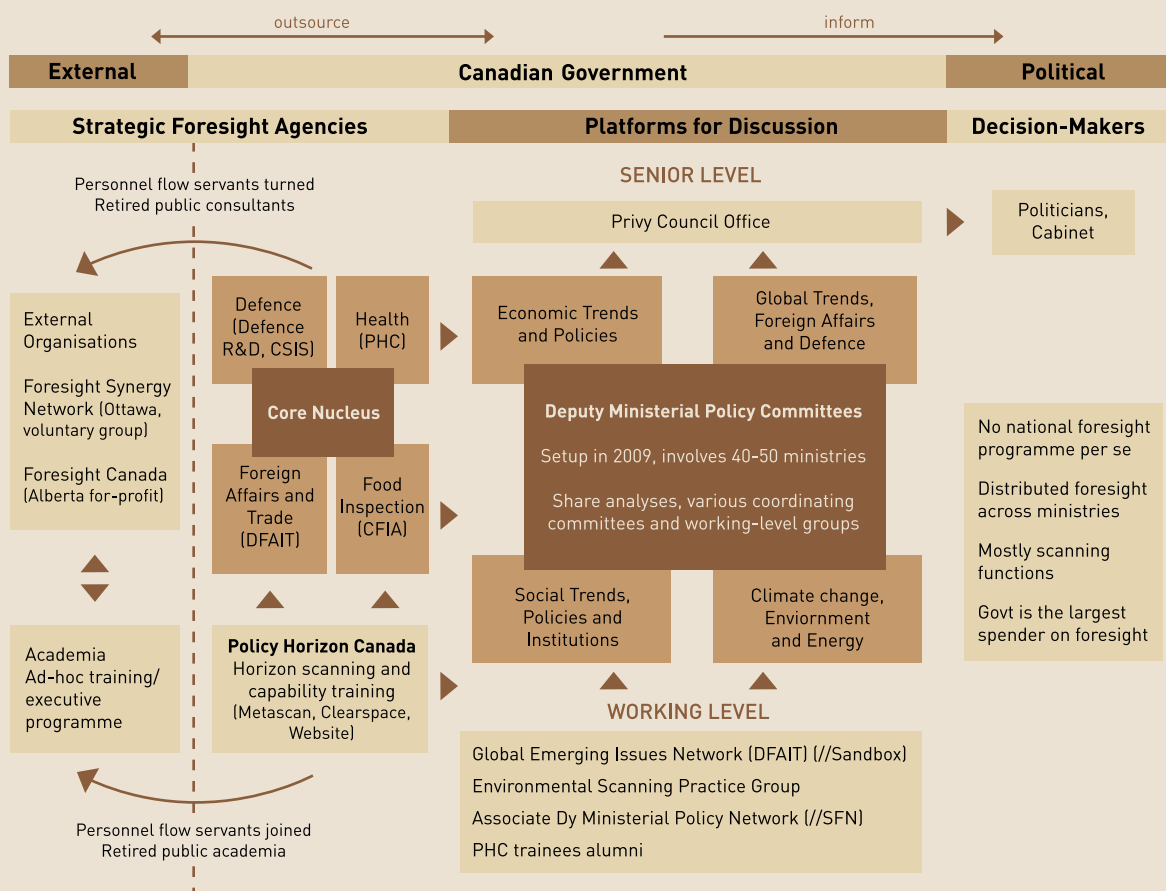 outsource
inform
External
Canadian Government
Political
Strategic Foresight Agencies
Platforms for Discussion
Decision-Makers
Personnel flow servants turned
Retired public consultants
External
Organisations
Foresight Synergy
Network (Ottawa,
voluntary group)
Foresight Canada
(Alberta for-profit)
Academia
Ad-hoc training/
executive
programme
Personnel flow servants joined
Retired public academia
Defence
(Defence
R&D, CSIS)
Health
(PHC)
Core Nucleus
Foreign
Affairs and
Trade
(DFAIT)
Food
Inspection
(CFIA)
Policy Horizon Canada
Horizon scanning and
capability training
(Metascan, Clearspace,
Website)
SENIOR LEVEL
Privy Council Office
Economic Trends
and Policies
Global Trends,
Foreign Affairs
and Defence
Deputy Ministerial Policy Committees
Setup in 2009, involves 40-50 ministries
Share analyses, various coordinating
committees and working-level groups
Social Trends,
Policies and
Institutions
Climate change,
Enviornment
and Energy
WORKING LEVEL
Global Emerging Issues Network (DFAIT) (//Sandbox)
Environmental Scanning Practice Group
Associate Dy Ministerial Policy Network (//SFN)
PHC trainees alumni
Politicians,
Cabinet
No national foresight
programme per se
Distributed foresight
across ministries
Mostly scanning
functions
Govt is the largest
spender on foresight